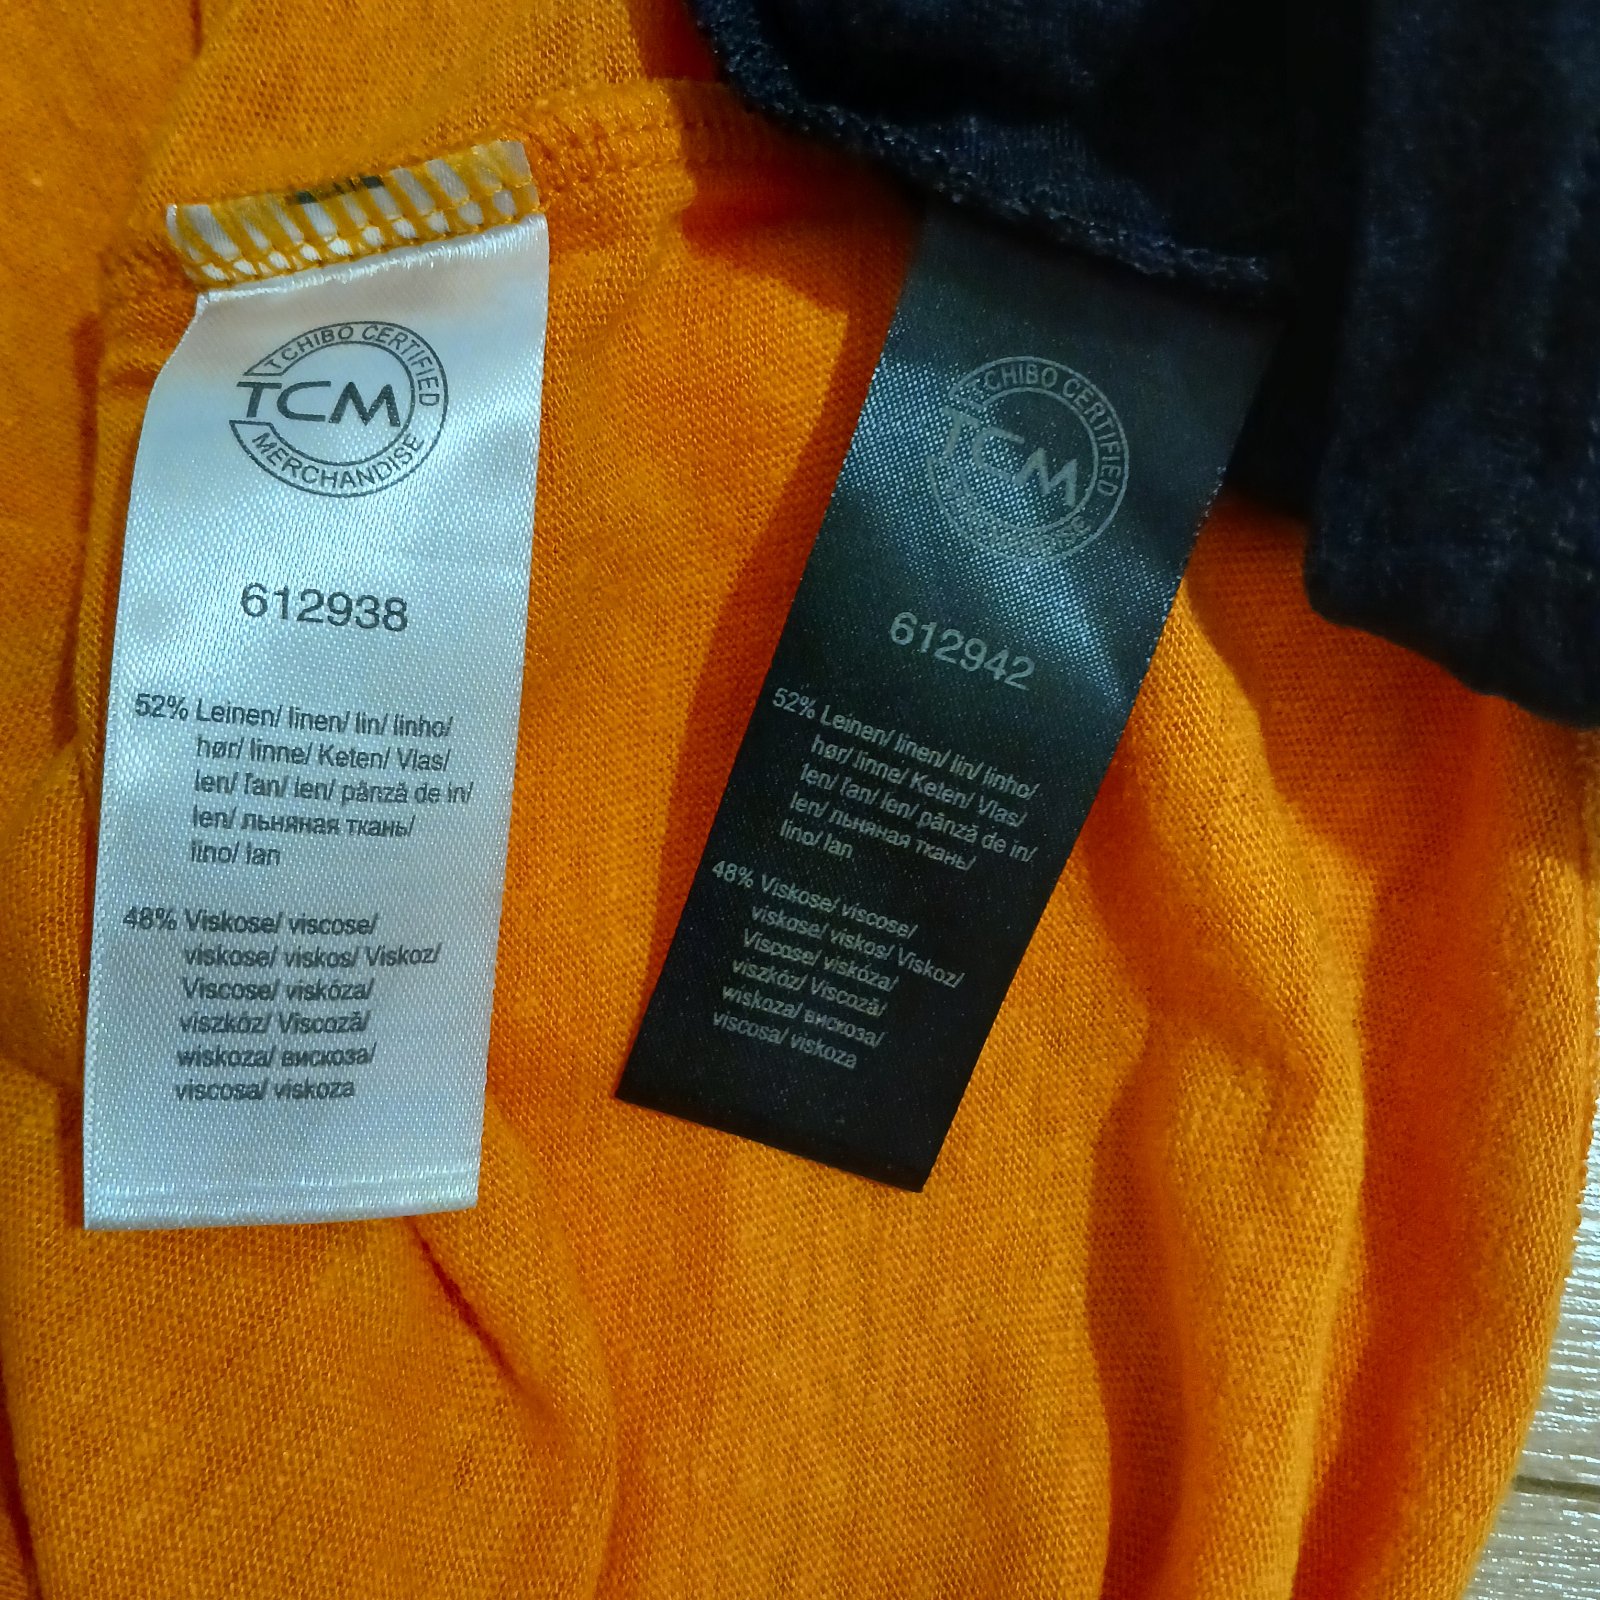 TCHIBO CERTIFIED
TCM
MERCHANDISE
612938
52% Leinen/ linen/ lin/ linho/
hør/ linne/ Keten/ Vlas/
len/ ľan/ len/ pânză de in/
len/ льняная ткань/
lino/ lan
48% Viskose/ viscose/
viskose/ viskos/ Viskoz/
Viscose/ viskóza/
viszkóz/ Viscoză/
wiskoza/ вискоза/
viscosa/ viskoza
TCHIBO CERTIFIED
TCM
612942
52% Leinen/ linen/ lin/ linho/
hør/ linne/ Keten/ Vlas/
len/ ľan/ len/ pânză de in/
len/ льняная ткань/
lino/ lan
48% Viskose/ viscose/
viskose/ viskos/ Viskoz/
Viscose/ viskóza/
viszkóz/ Viscoză/
wiskoza/ вискоза/
viscosa/ viskoza